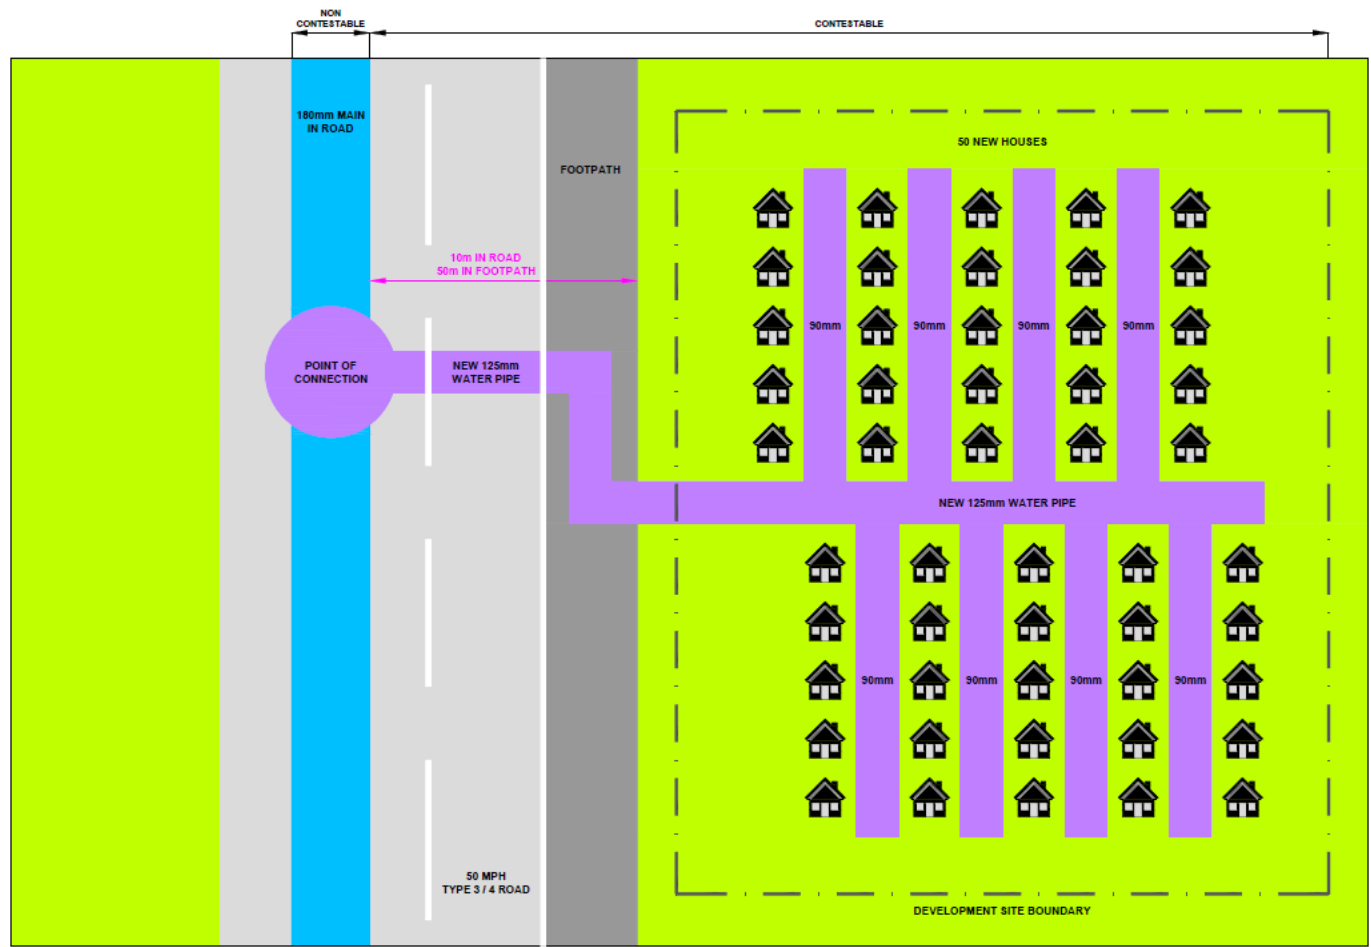 NON
CONTESTABLE
CONTESTABLE
180mm MAIN
IN ROAD
50 NEW HOUSES
FOOTPATH
10m IN ROAD
50m IN FOOTPATH
90mm
90mm
90mm
90mm
POINT OF
CONNECTION
NEW 125mm
WATER PIPE
NEW 125mm WATER PIPE
90mm
90mm
90mm
90mm
50 MPH
TYPE 3 / 4 ROAD
DEVELOPMENT SITE BOUNDARY